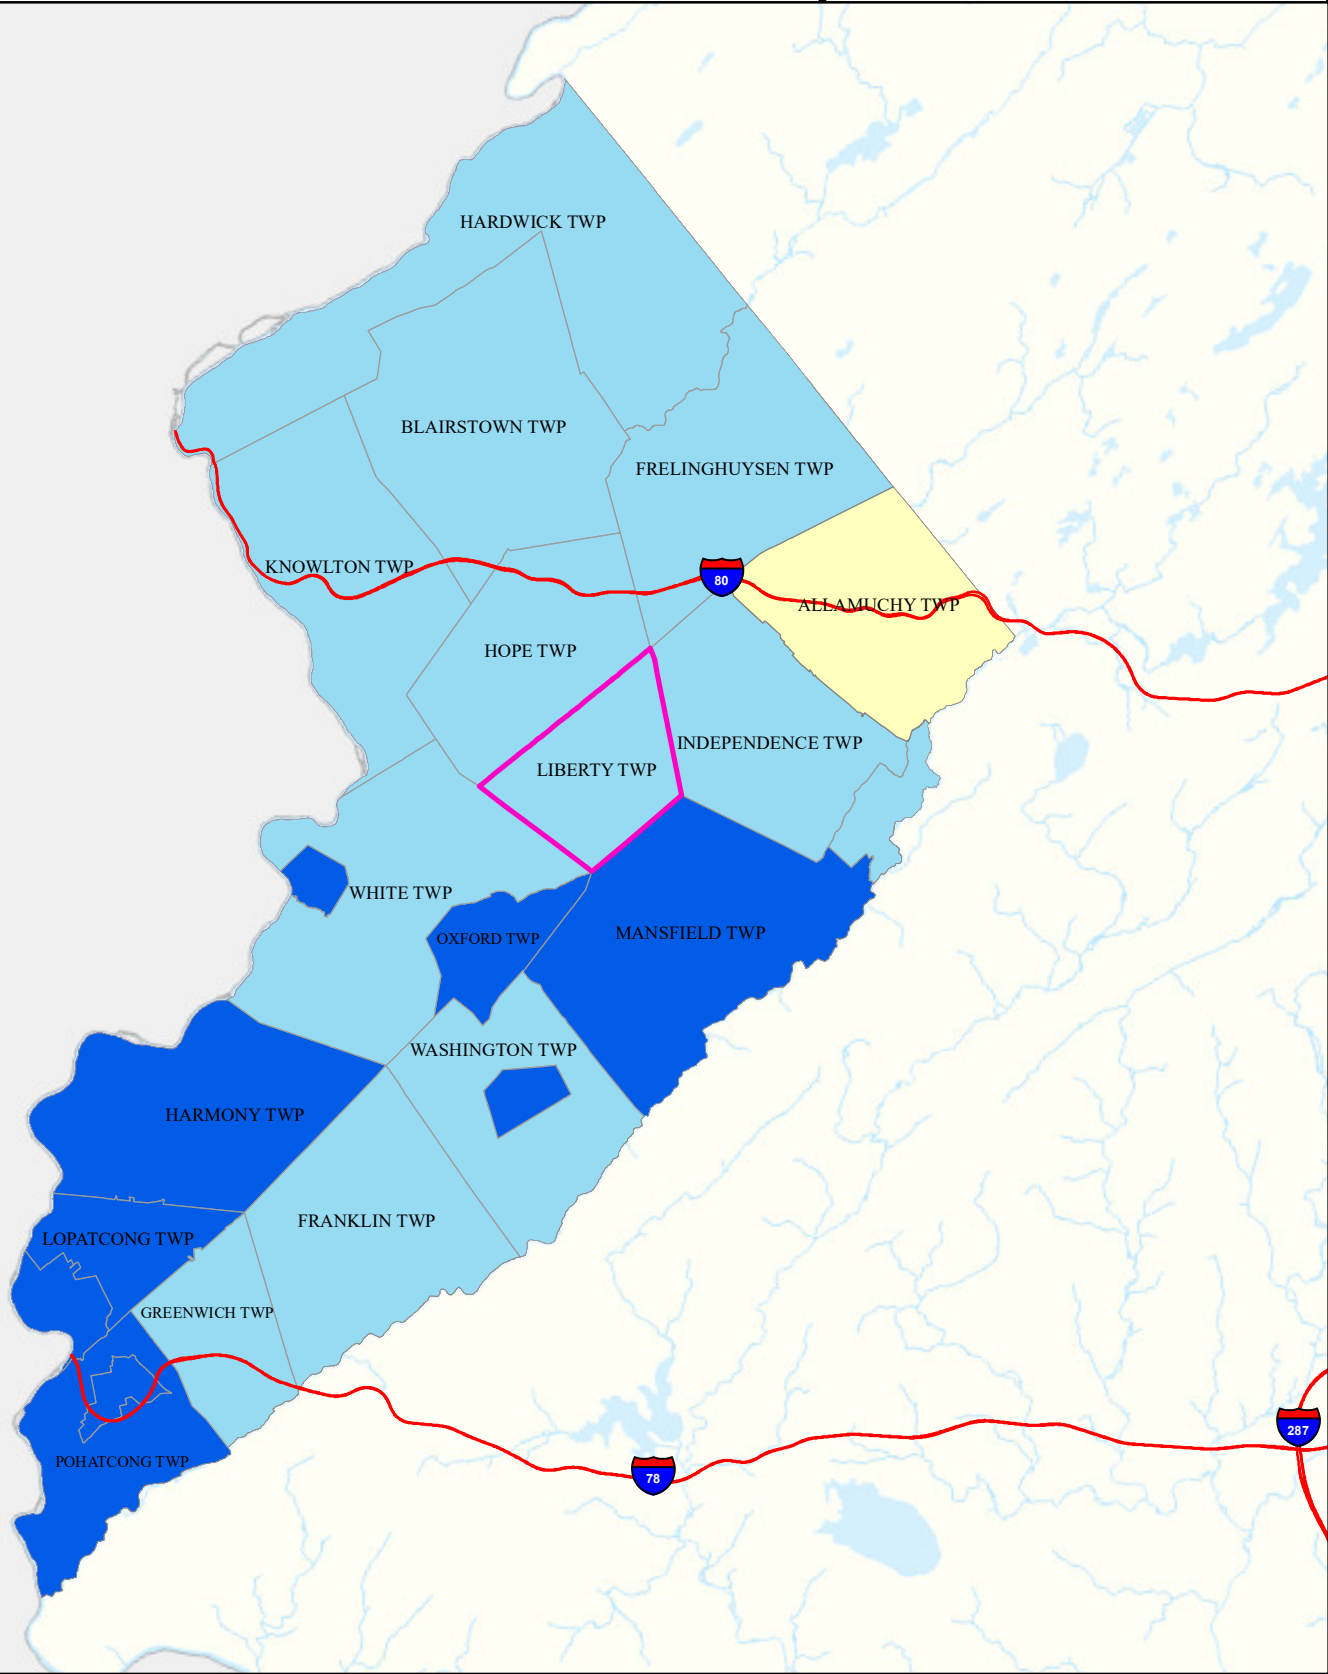 HARDWICK TWP
BLAIRSTOWN TWP
FRELINGHUYSEN TWP
KNOWLTON TWP
80
ALLAMUCHY TWP
HOPE TWP
INDEPENDENCE TWP
LIBERTY TWP
WHITE TWP
OXFORD TWP
MANSFIELD TWP
WASHINGTON TWP
HARMONY TWP
FRANKLIN TWP
LOPATCONG TWP
GREENWICH TWP
287
POHATCONG TWP
78